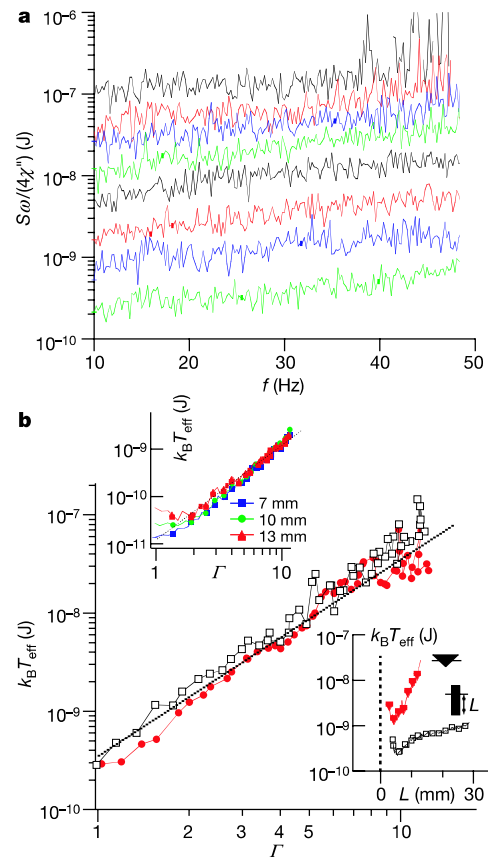 a
10⁻⁶
10⁻⁷
10⁻⁸
10⁻⁹
10⁻¹⁰
Sω/(4χ") (J)
10 20 30 40 50
f (Hz)
b
k_BT_eff (J)
10⁻⁹
10⁻¹⁰
10⁻¹¹
7 mm
10 mm
13 mm
1 Γ 10
10⁻⁷
10⁻⁸
10⁻⁹
10⁻¹⁰
k_BT_eff (J)
k_BT_eff (J)
10⁻⁷
10⁻⁸
10⁻⁹
10⁻¹⁰
L
0 L (mm) 30
1 2 3 4 5 10
Γ